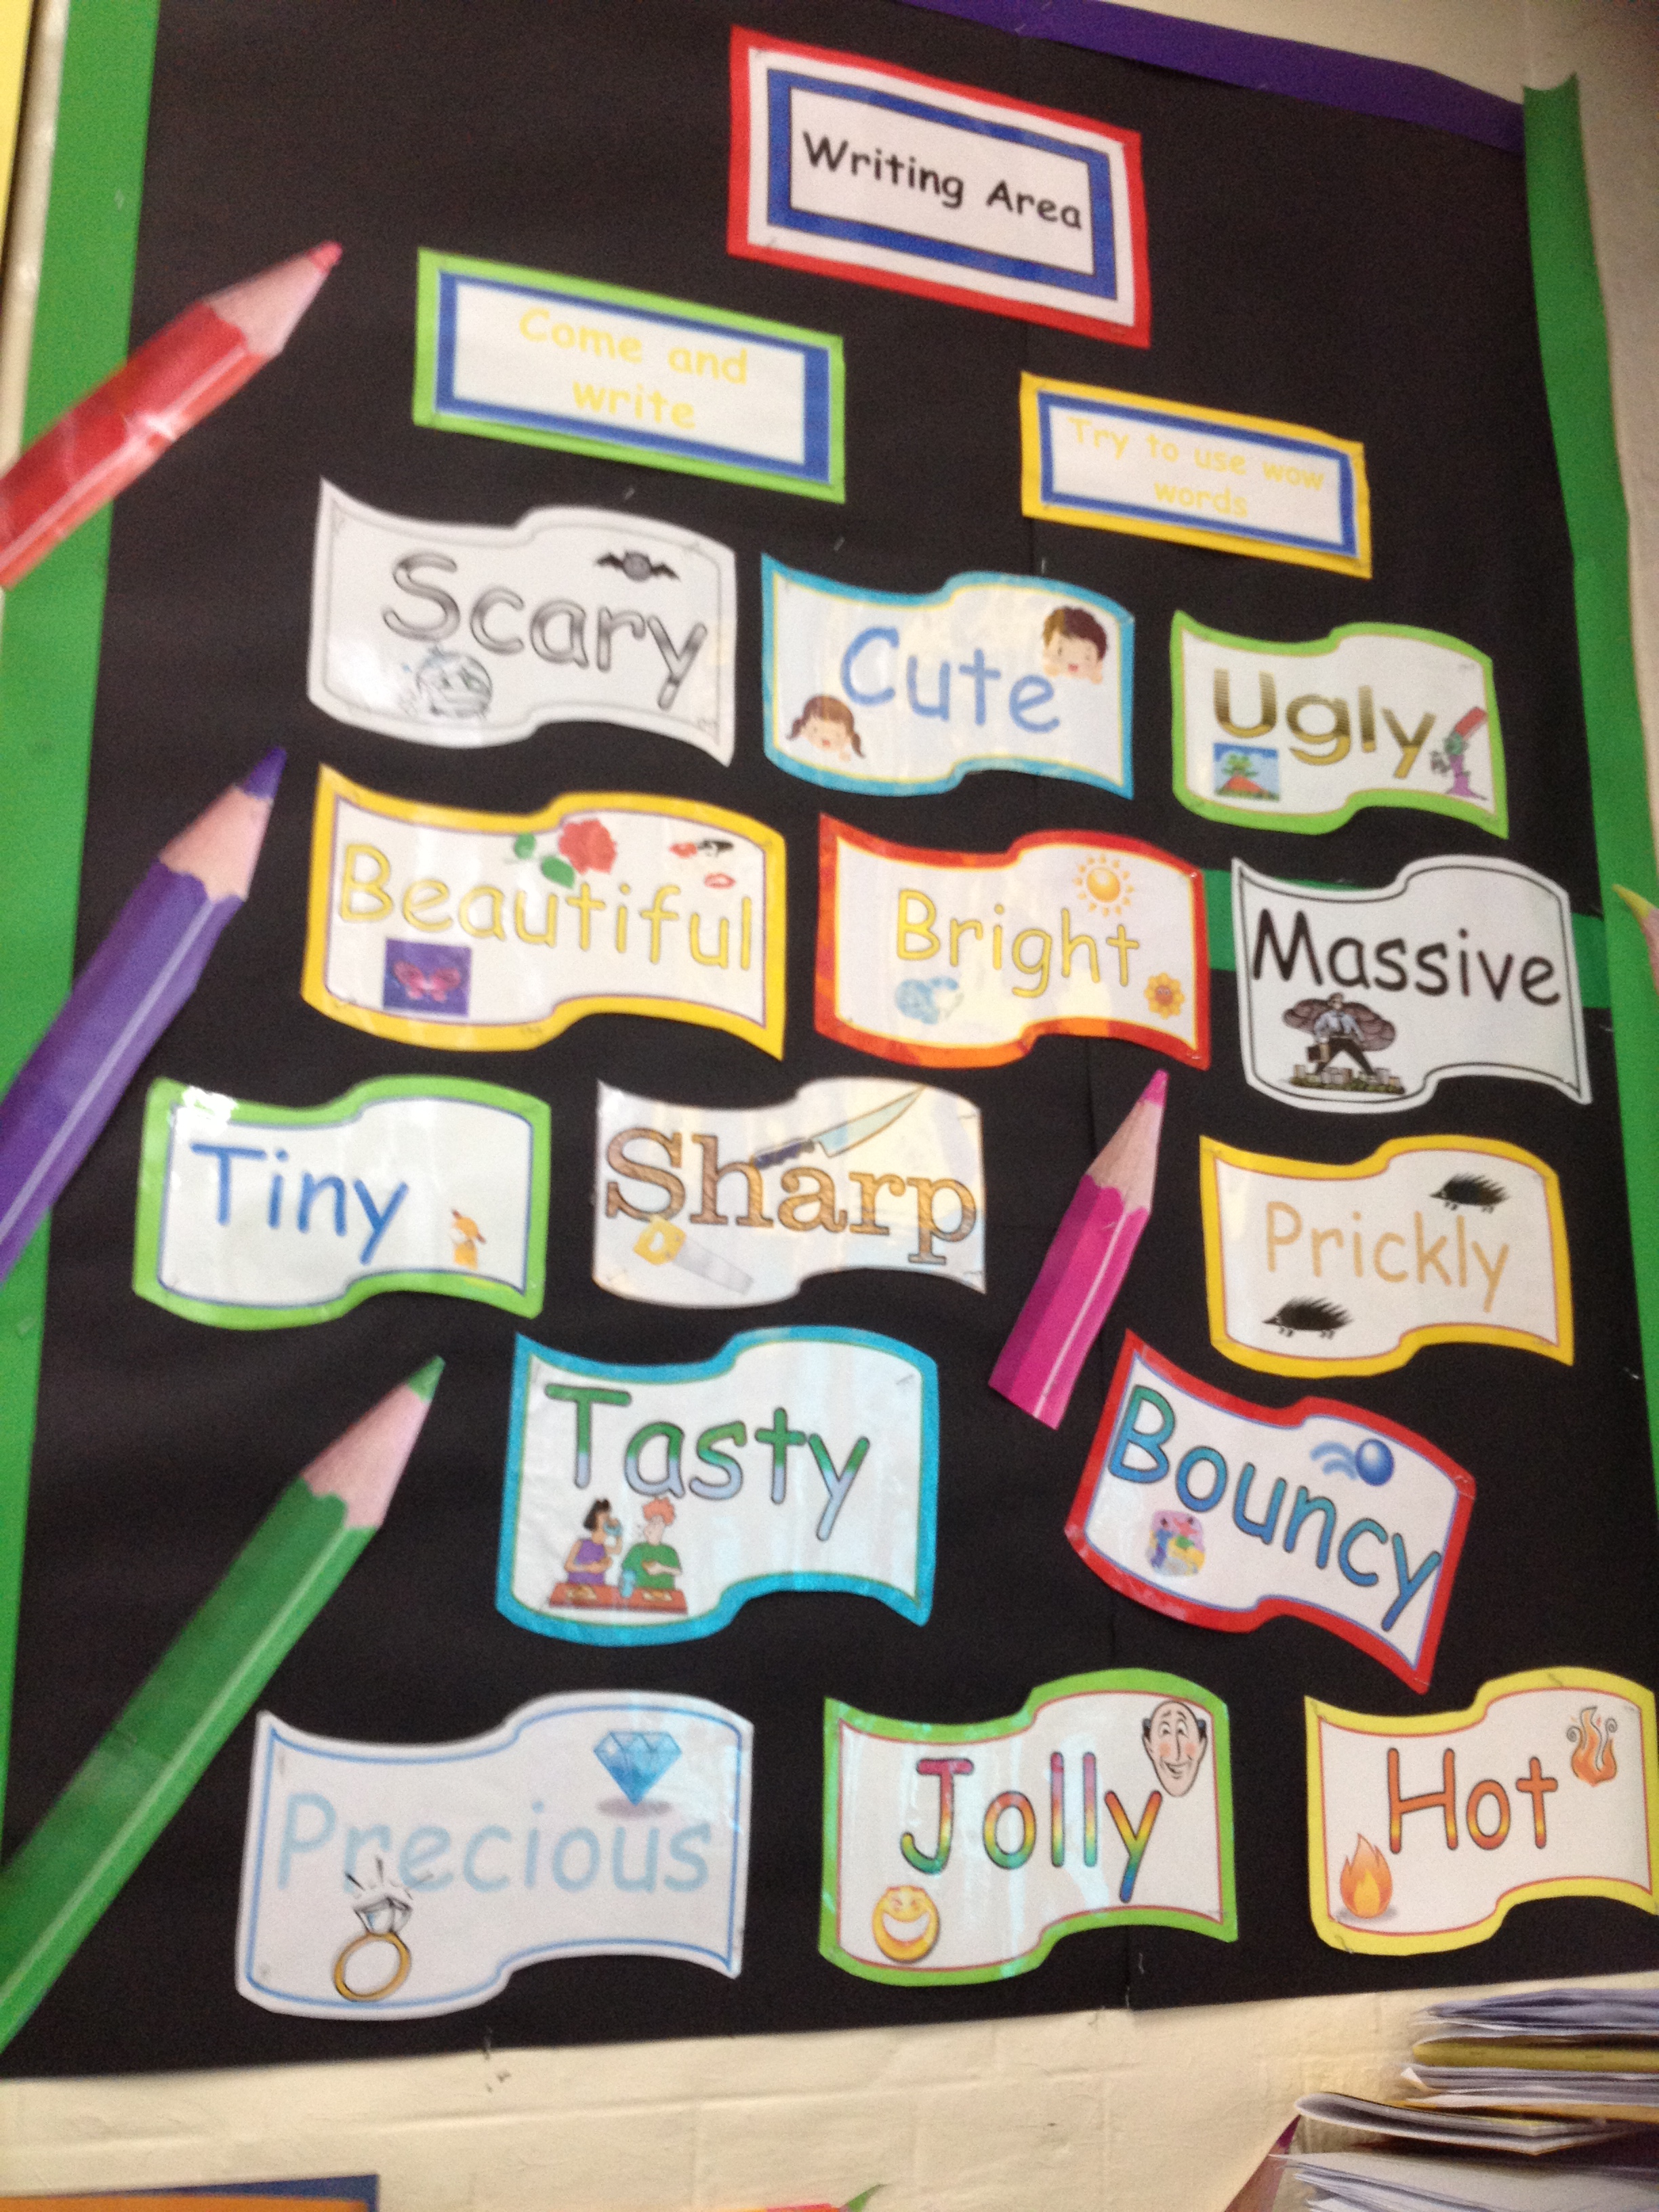 Writing Area
Come and
write
Try to use wow
words
Scary
Cute
Ugly
Beautiful
Bright
Massive
Tiny
Sharp
Prickly
Tasty
Bouncy
Precious
Jolly
Hot